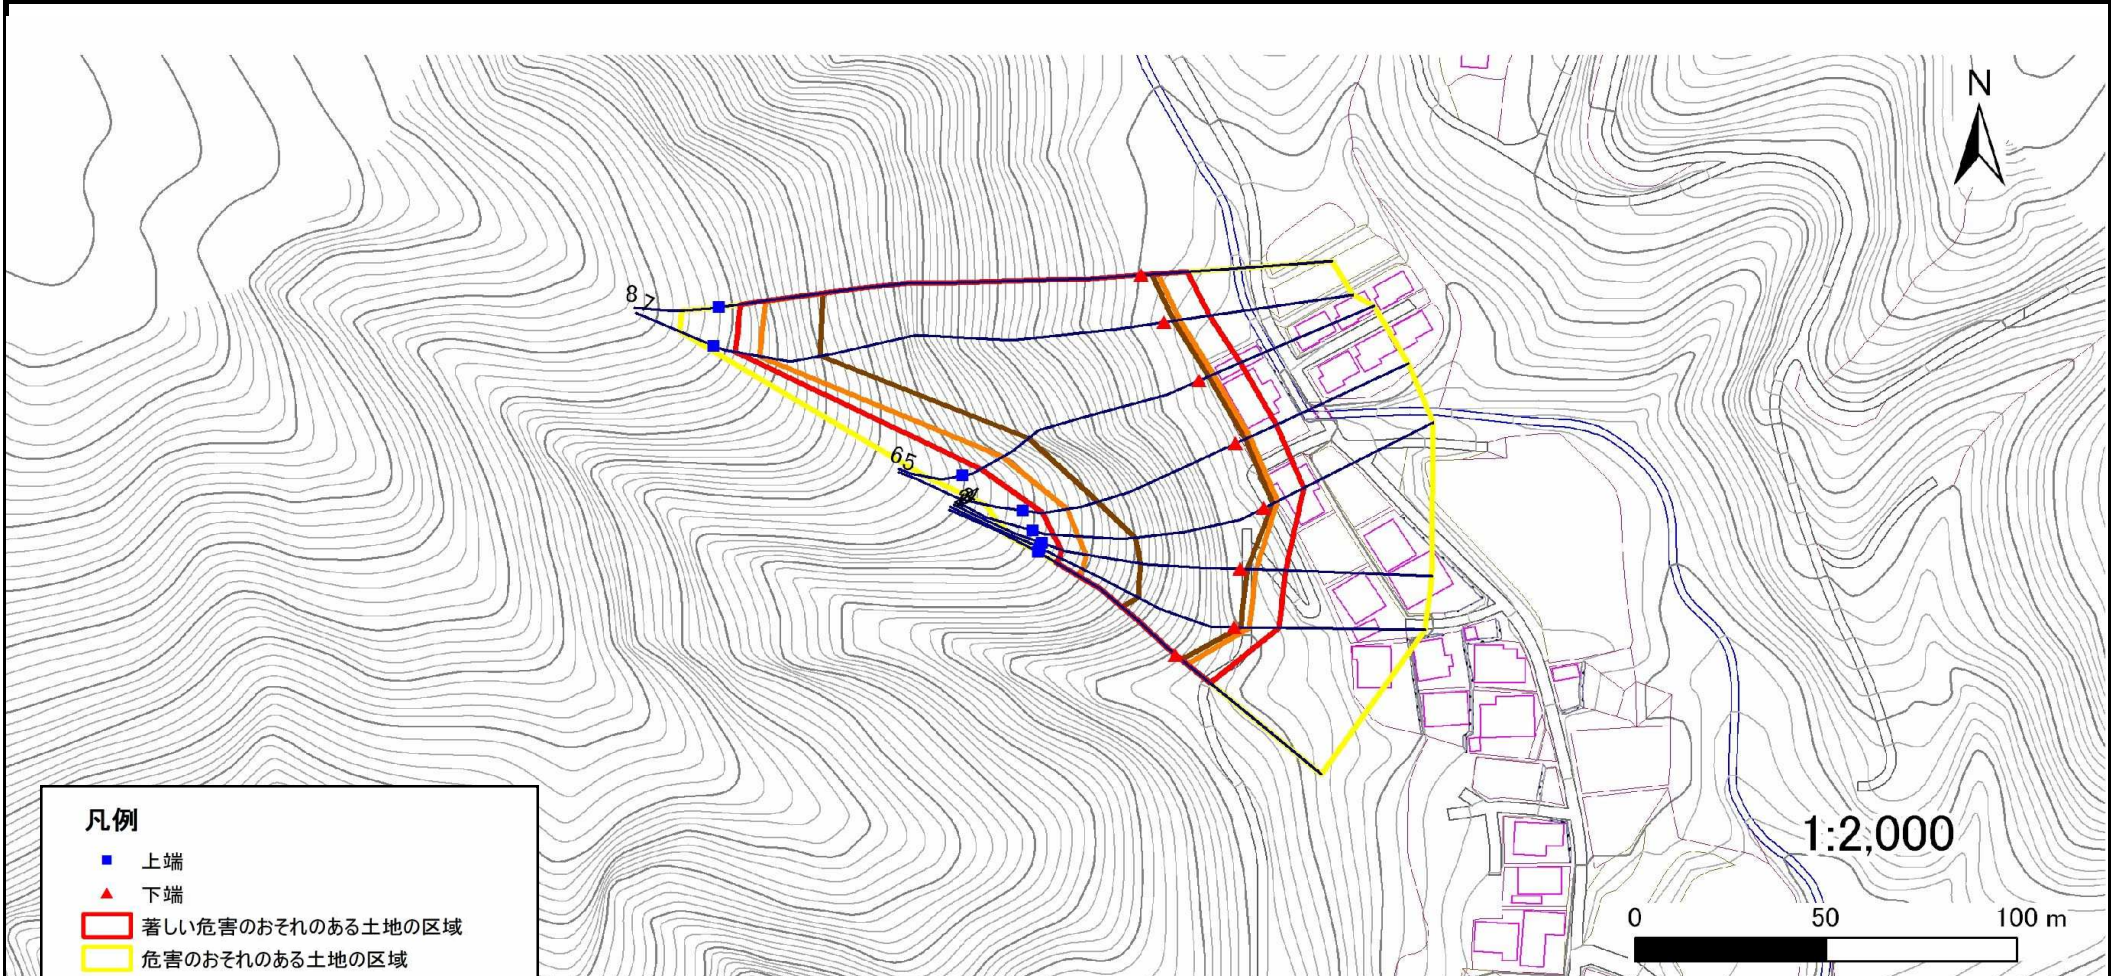 N
8 7
6 5
凡例
上端
下端
著しい危害のおそれのある土地の区域
危害のおそれのある土地の区域
1:2,000
0 50 100 m